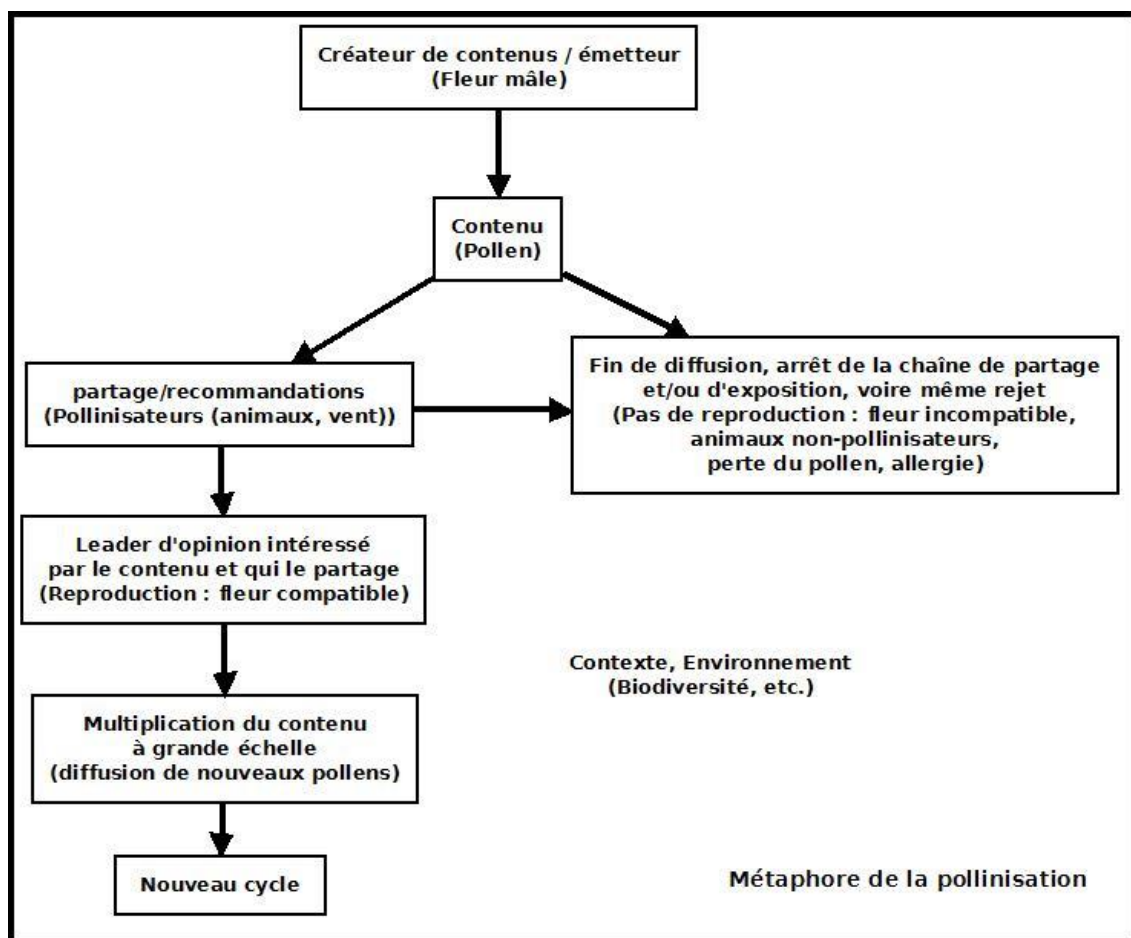 Créateur de contenus / émetteur
(Fleur mâle)
Contenu
(Pollen)
partage/recommandations
(Pollinisateurs (animaux, vent))
Fin de diffusion, arrêt de la chaîne de partage
et/ou d'exposition, voire même rejet
(Pas de reproduction : fleur incompatible,
animaux non-pollinisateurs,
perte du pollen, allergie)
Leader d'opinion intéressé
par le contenu et qui le partage
(Reproduction : fleur compatible)
Contexte, Environnement
(Biodiversité, etc.)
Multiplication du contenu
à grande échelle
(diffusion de nouveaux pollens)
Nouveau cycle
Métaphore de la pollinisation